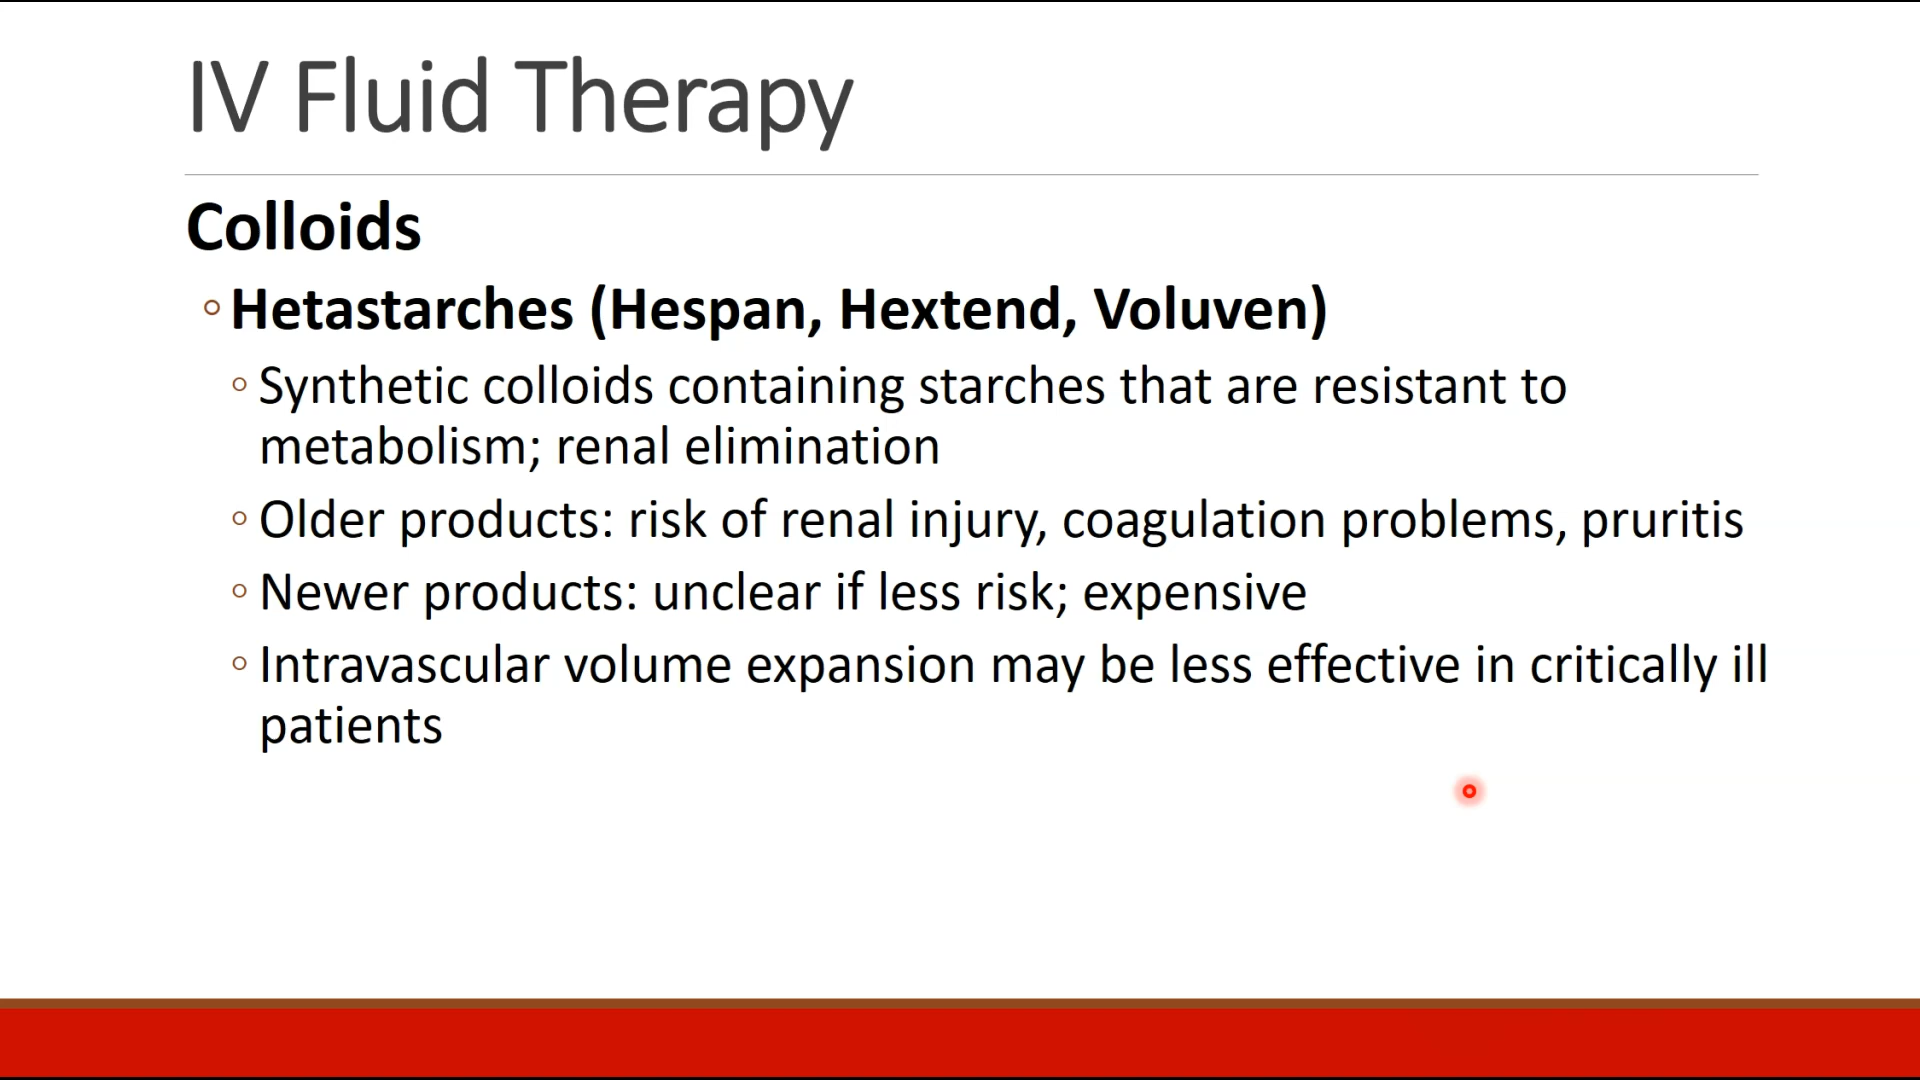 IV Fluid Therapy
Colloids
Hetastarches (Hespan, Hextend, Voluven)
Synthetic colloids containing starches that are resistant to
metabolism; renal elimination
Older products: risk of renal injury, coagulation problems, pruritis
Newer products: unclear if less risk; expensive
Intravascular volume expansion may be less effective in critically ill
patients